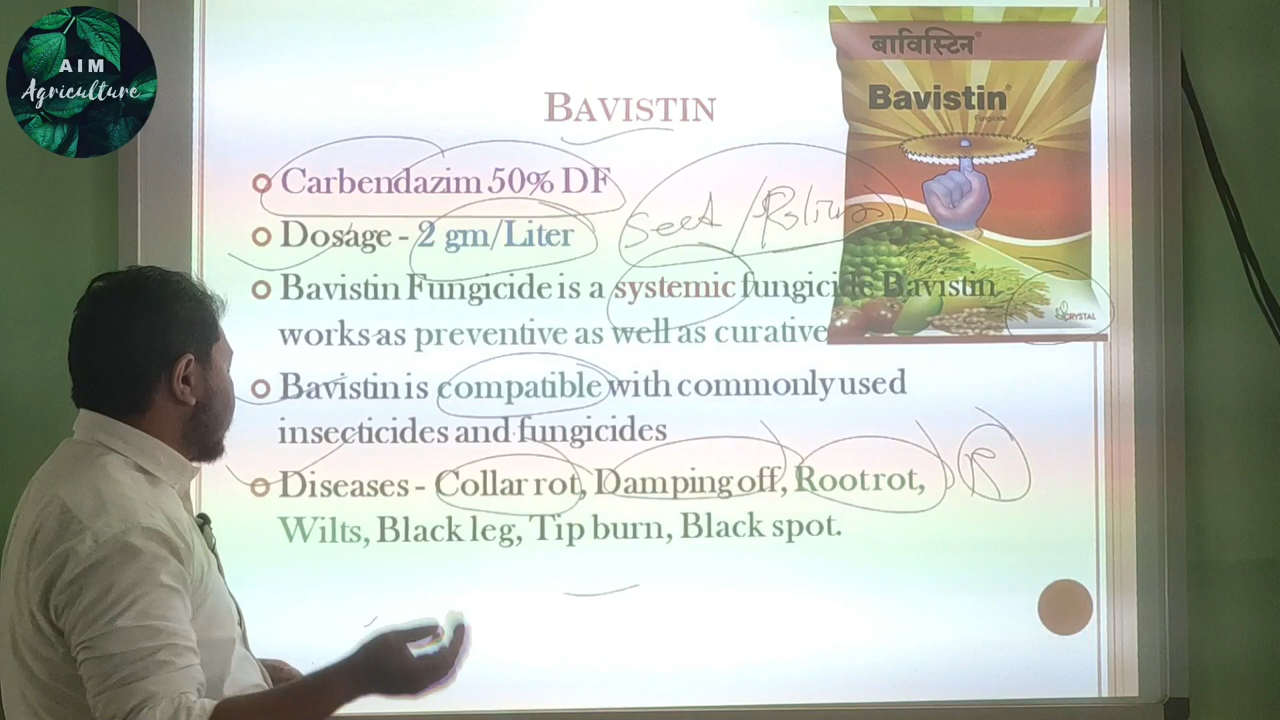 AIM
Agriculture
BAVISTIN
Carbendazim 50% DF
Dosage - 2 gm/Liter
Bavistin Fungicide is a systemic fungicide Bavistin
works as preventive as well as curative
Bavistin is compatible with commonly used
insecticides and fungicides
Diseases - Collar rot, Damping off, Root rot,
Wilts, Black leg, Tip burn, Black spot.
बाविस्टिन
Bavistin
Fungicide
CRYSTAL
R